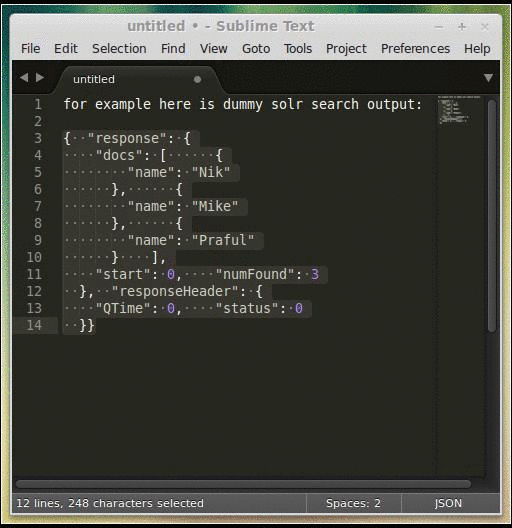 untitled • - Sublime Text
File Edit Selection Find View Goto Tools Project Preferences Help
untitled
1 for example here is dummy solr search output:
2
3 {··"response":·{
4 ····"docs":·[······{
5 ········"name":·"Nik"
6 ······},······{
7 ········"name":·"Mike"
8 ······},······{
9 ········"name":·"Praful"
10 ······}····],
11 ····"start":·0,····"numFound":·3
12 ··},··"responseHeader":·{
13 ····"QTime":·0,····"status":·0
14 ··}}
12 lines, 248 characters selected Spaces: 2 JSON